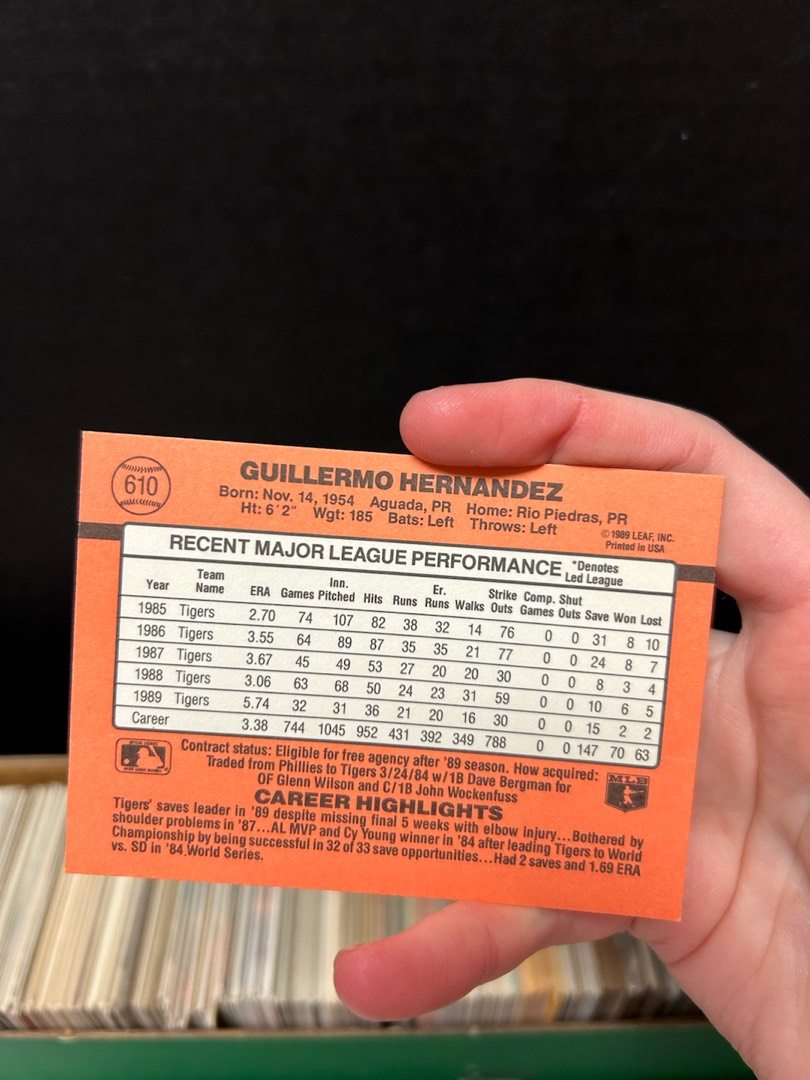 610
GUILLERMO HERNANDEZ
Born: Nov. 14, 1954 Aguada, PR Home: Rio Piedras, PR
Ht: 6'2" Wgt: 185 Bats: Left Throws: Left
©1989 LEAF, INC.
Printed in USA
RECENT MAJOR LEAGUE PERFORMANCE *Denotes Led League
Year Team Name ERA Games Inn. Pitched Hits Runs Er. Runs Walks Strike Outs Comp. Games Shut Outs Save Won Lost
1985 Tigers 2.70 74 107 82 38 32 14 76 0 0 31 8 10
1986 Tigers 3.55 64 89 87 35 35 21 77 0 0 24 8 7
1987 Tigers 3.67 45 49 53 27 20 20 30 0 0 8 3 4
1988 Tigers 3.06 63 68 50 24 23 31 59 0 0 10 6 5
1989 Tigers 5.74 32 31 36 21 20 16 30 0 0 15 2 2
Career 3.38 744 1045 952 431 392 349 788 0 0 147 70 63
Contract status: Eligible for free agency after '89 season. How acquired:
Traded from Phillies to Tigers 3/24/84 w/1B Dave Bergman for
OF Glenn Wilson and C/1B John Wockenfuss
MLB
CAREER HIGHLIGHTS
Tigers' saves leader in '89 despite missing final 5 weeks with elbow injury...Bothered by
shoulder problems in '87...AL MVP and Cy Young winner in '84 after leading Tigers to World
Championship by being successful in 32 of 33 save opportunities...Had 2 saves and 1.69 ERA
vs. SD in '84 World Series.